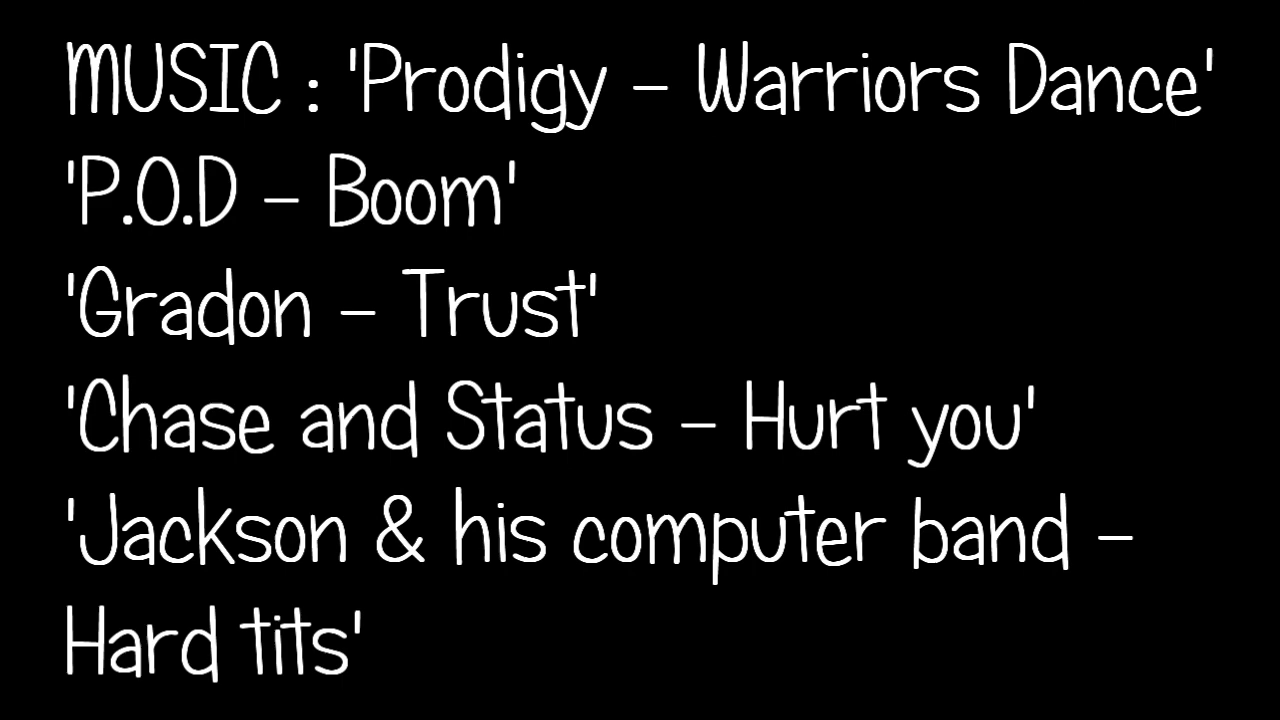 MUSIC : 'Prodigy - Warriors Dance'
'P.O.D - Boom'
'Gradon - Trust'
'Chase and Status - Hurt you'
'Jackson & his computer band -
Hard tits'